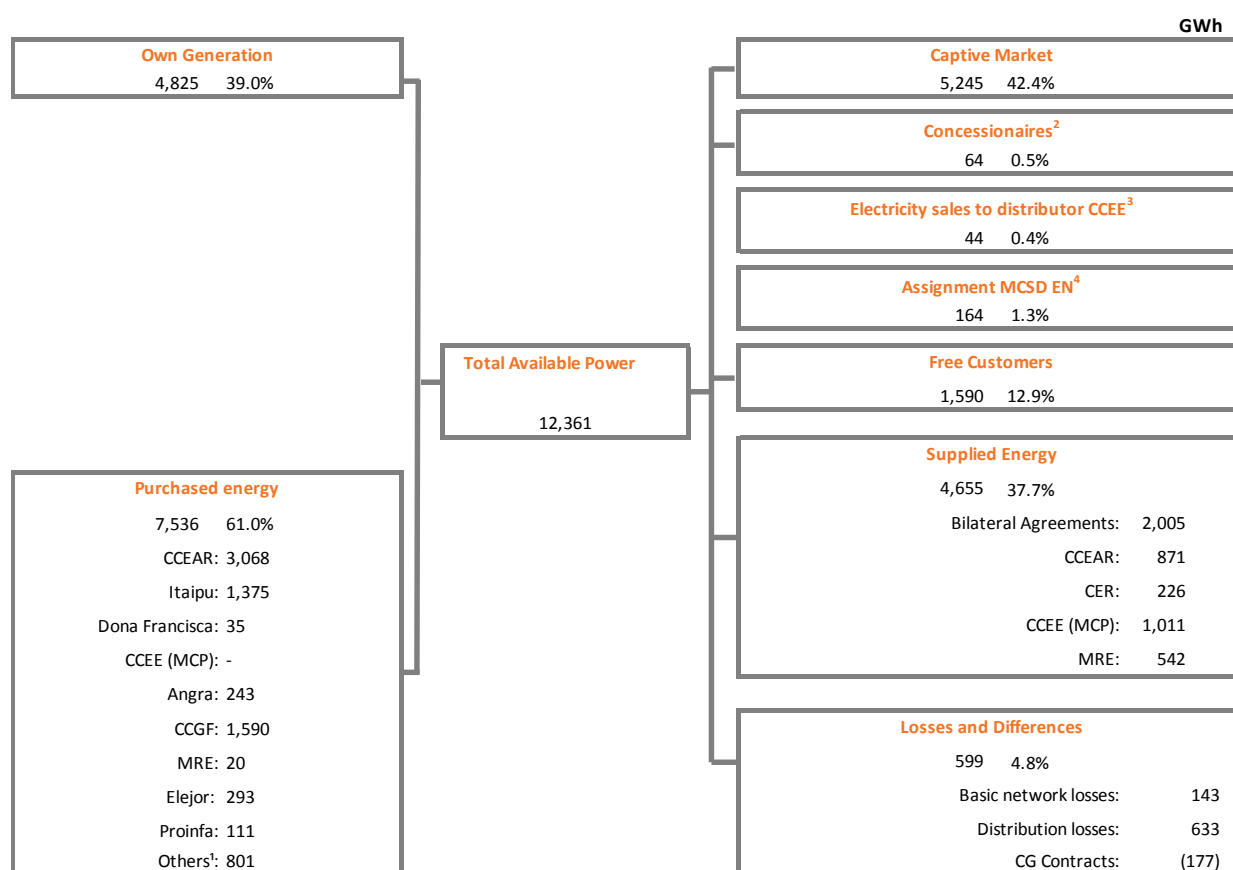 GWh
Own Generation
4,825 39.0%
Purchased energy
7,536 61.0%
CCEAR: 3,068
Itaipu: 1,375
Dona Francisca: 35
CCEE (MCP): -
Angra: 243
CCGF: 1,590
MRE: 20
Elejor: 293
Proinfa: 111
Others¹: 801
Total Available Power
12,361
Captive Market
5,245 42.4%
Concessionaires²
64 0.5%
Electricity sales to distributor CCEE³
44 0.4%
Assignment MCSD EN⁴
164 1.3%
Free Customers
1,590 12.9%
Supplied Energy
4,655 37.7%
Bilateral Agreements: 2,005
CCEAR: 871
CER: 226
CCEE (MCP): 1,011
MRE: 542
Losses and Differences
599 4.8%
Basic network losses: 143
Distribution losses: 633
CG Contracts: (177)